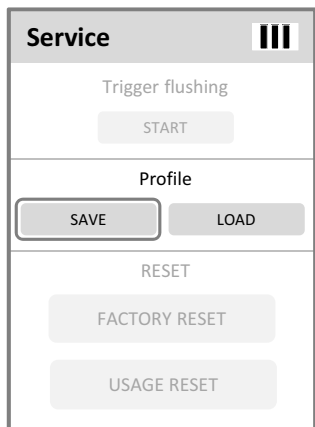 Service
Trigger flushing
START
Profile
SAVE LOAD
RESET
FACTORY RESET
USAGE RESET